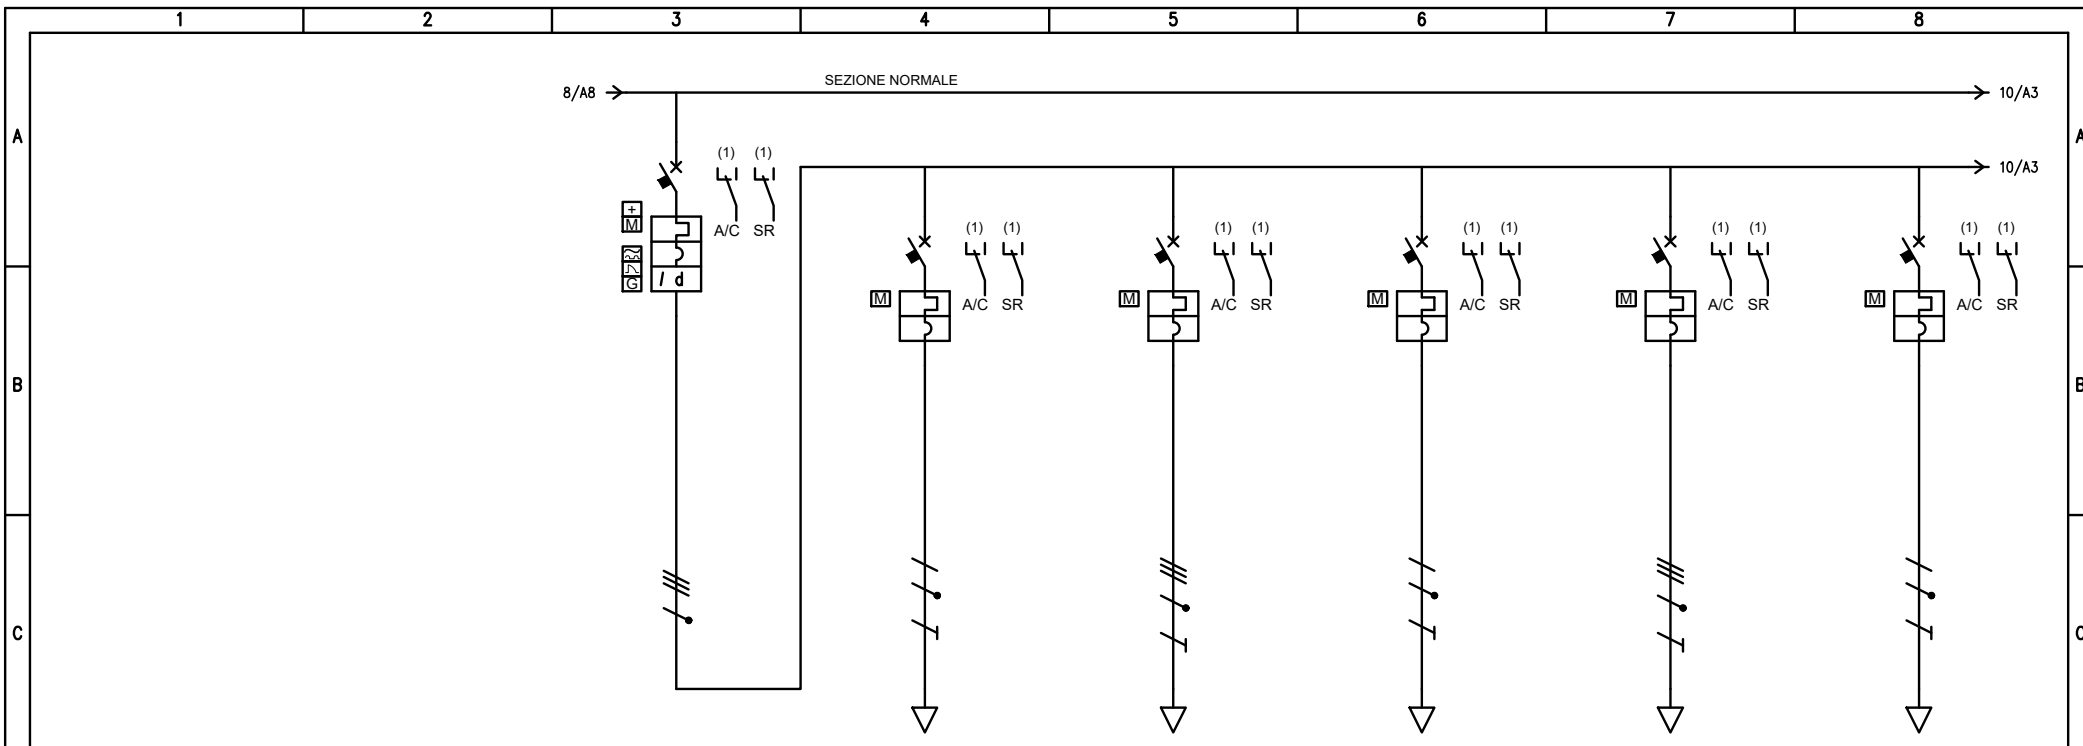 1 2 3 4 5 6 7 8
SEZIONE NORMALE
8/A8 10/A3
A A
(1) (1) 10/A3
+
M
A/C SR
(1) (1) (1) (1) (1) (1) (1) (1) (1) (1)
G I d
M A/C SR M A/C SR M A/C SR M A/C SR M A/C SR
B B
C C